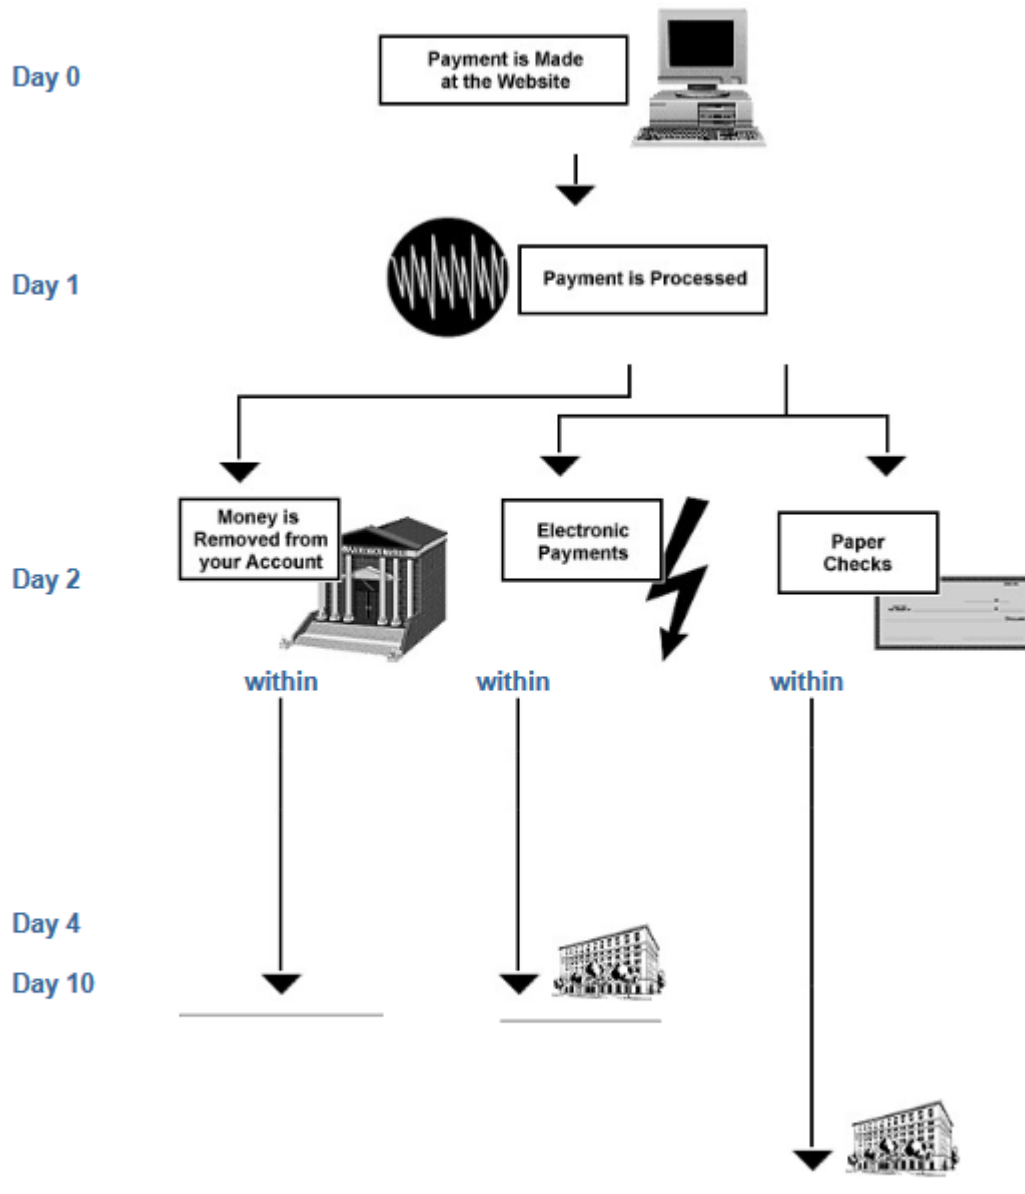 Day 0
Payment is Made
at the Website
Day 1
Payment is Processed
Day 2
Money is
Removed from
your Account
Electronic
Payments
Paper
Checks
within
within
within
Day 4
Day 10